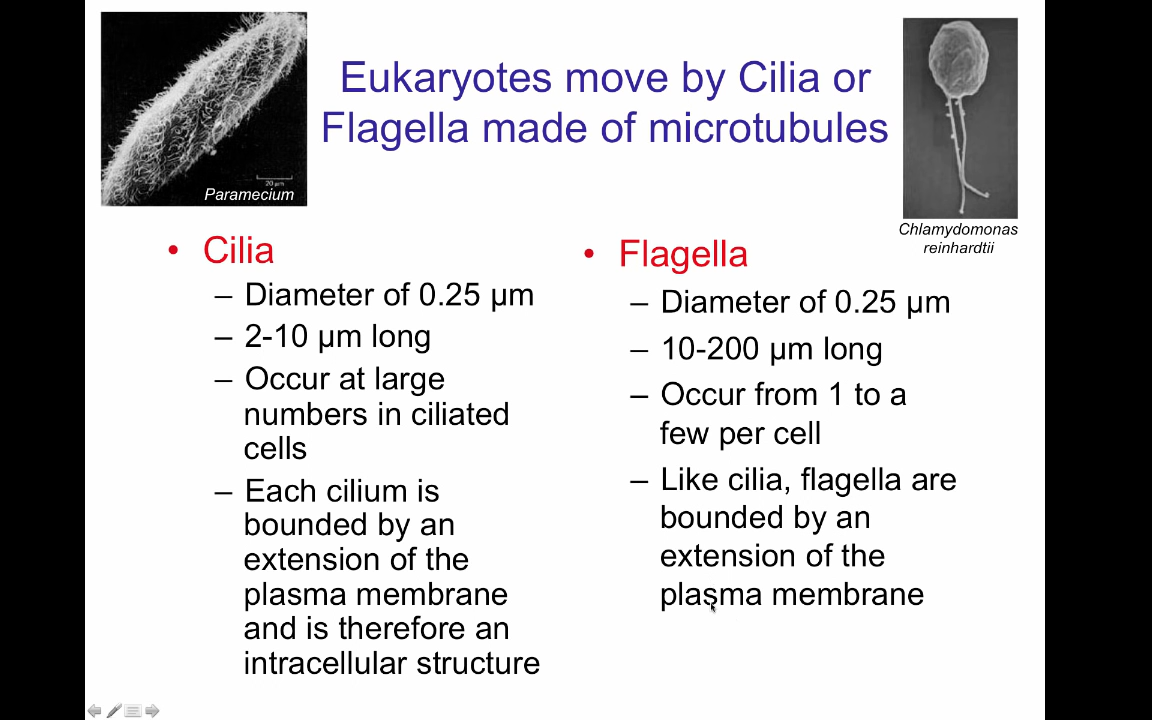 Eukaryotes move by Cilia or
Flagella made of microtubules
20 µm
Paramecium
Chlamydomonas
reinhardtii
• Cilia
– Diameter of 0.25 µm
– 2-10 µm long
– Occur at large
numbers in ciliated
cells
– Each cilium is
bounded by an
extension of the
plasma membrane
and is therefore an
intracellular structure
• Flagella
– Diameter of 0.25 µm
– 10-200 µm long
– Occur from 1 to a
few per cell
– Like cilia, flagella are
bounded by an
extension of the
plasma membrane